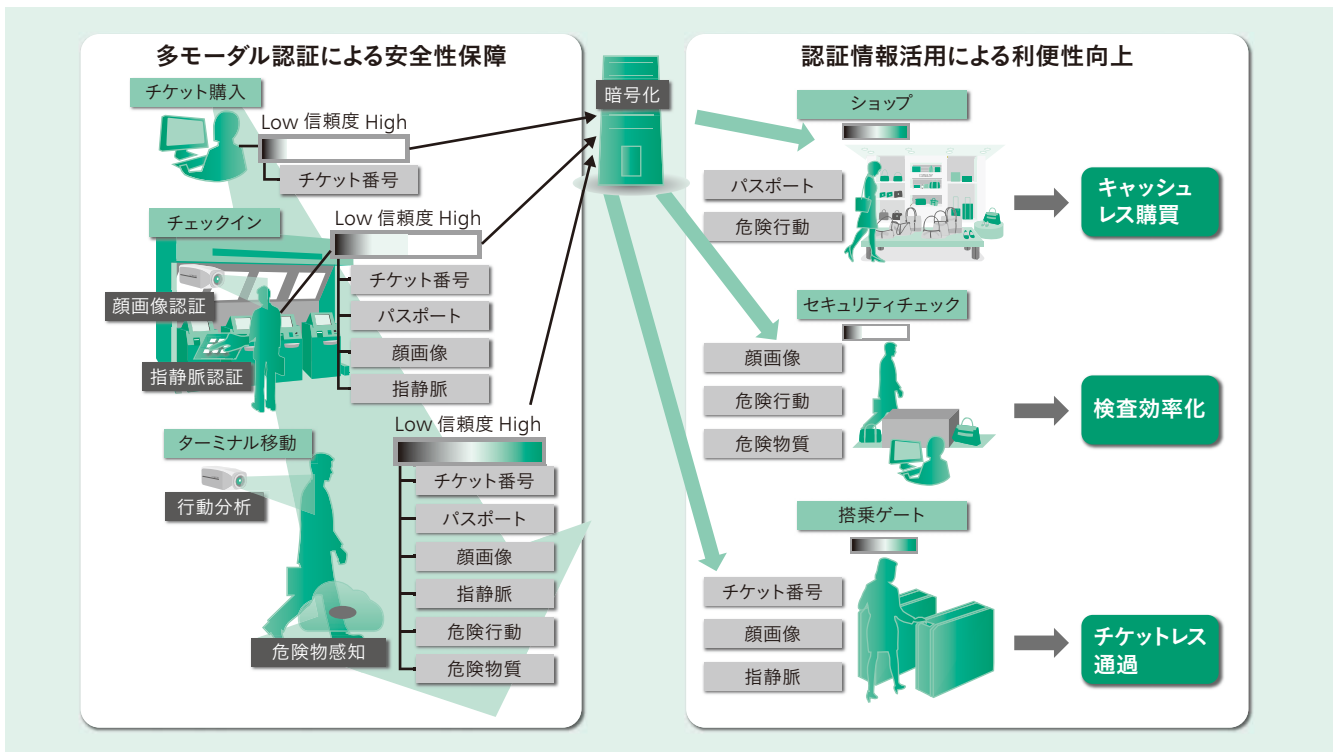 多モーダル認証による安全性保障
チケット購入
Low 信頼度 High
チケット番号
チェックイン
Low 信頼度 High
チケット番号
パスポート
顔画像
指静脈
顔画像認証
指静脈認証
ターミナル移動
Low 信頼度 High
チケット番号
パスポート
顔画像
指静脈
危険行動
危険物質
行動分析
危険物感知
暗号化
認証情報活用による利便性向上
ショップ
パスポート
危険行動
キャッシュ
レス購買
セキュリティチェック
顔画像
危険行動
危険物質
検査効率化
搭乗ゲート
チケット番号
顔画像
指静脈
チケットレス
通過